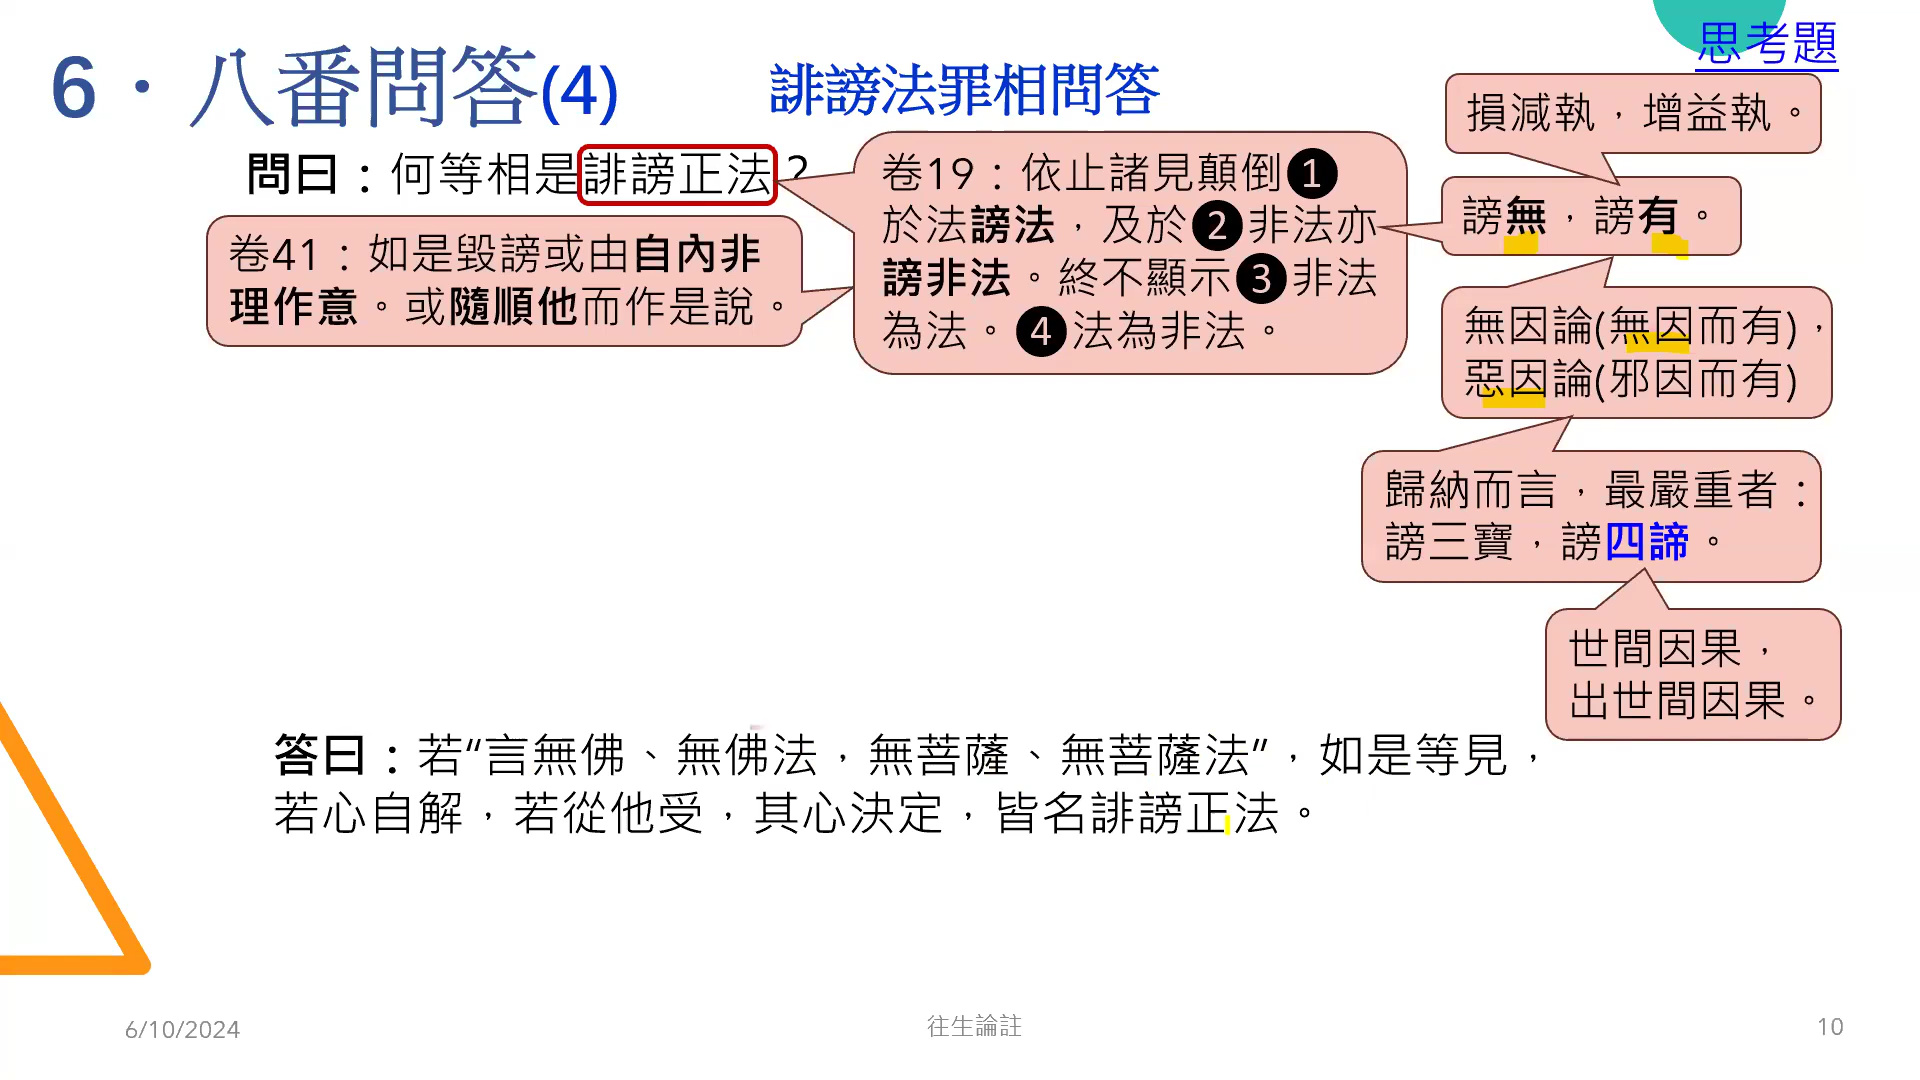 思考題
6・八番問答(4)
誹謗法罪相問答
損減執，增益執。
問曰：何等相是誹謗正法？
卷19：依止諸見顛倒❶
於法謗法，及於❷非法亦
謗非法。終不顯示❸非法
為法。❹法為非法。
謗無，謗有。
卷41：如是毀謗或由自內非
理作意。或隨順他而作是說。
無因論(無因而有)，
惡因論(邪因而有)
歸納而言，最嚴重者：
謗三寶，謗四諦。
世間因果，
出世間因果。
答曰：若“言無佛、無佛法，無菩薩、無菩薩法”，如是等見，
若心自解，若從他受，其心決定，皆名誹謗正法。
6/10/2024
往生論註
10